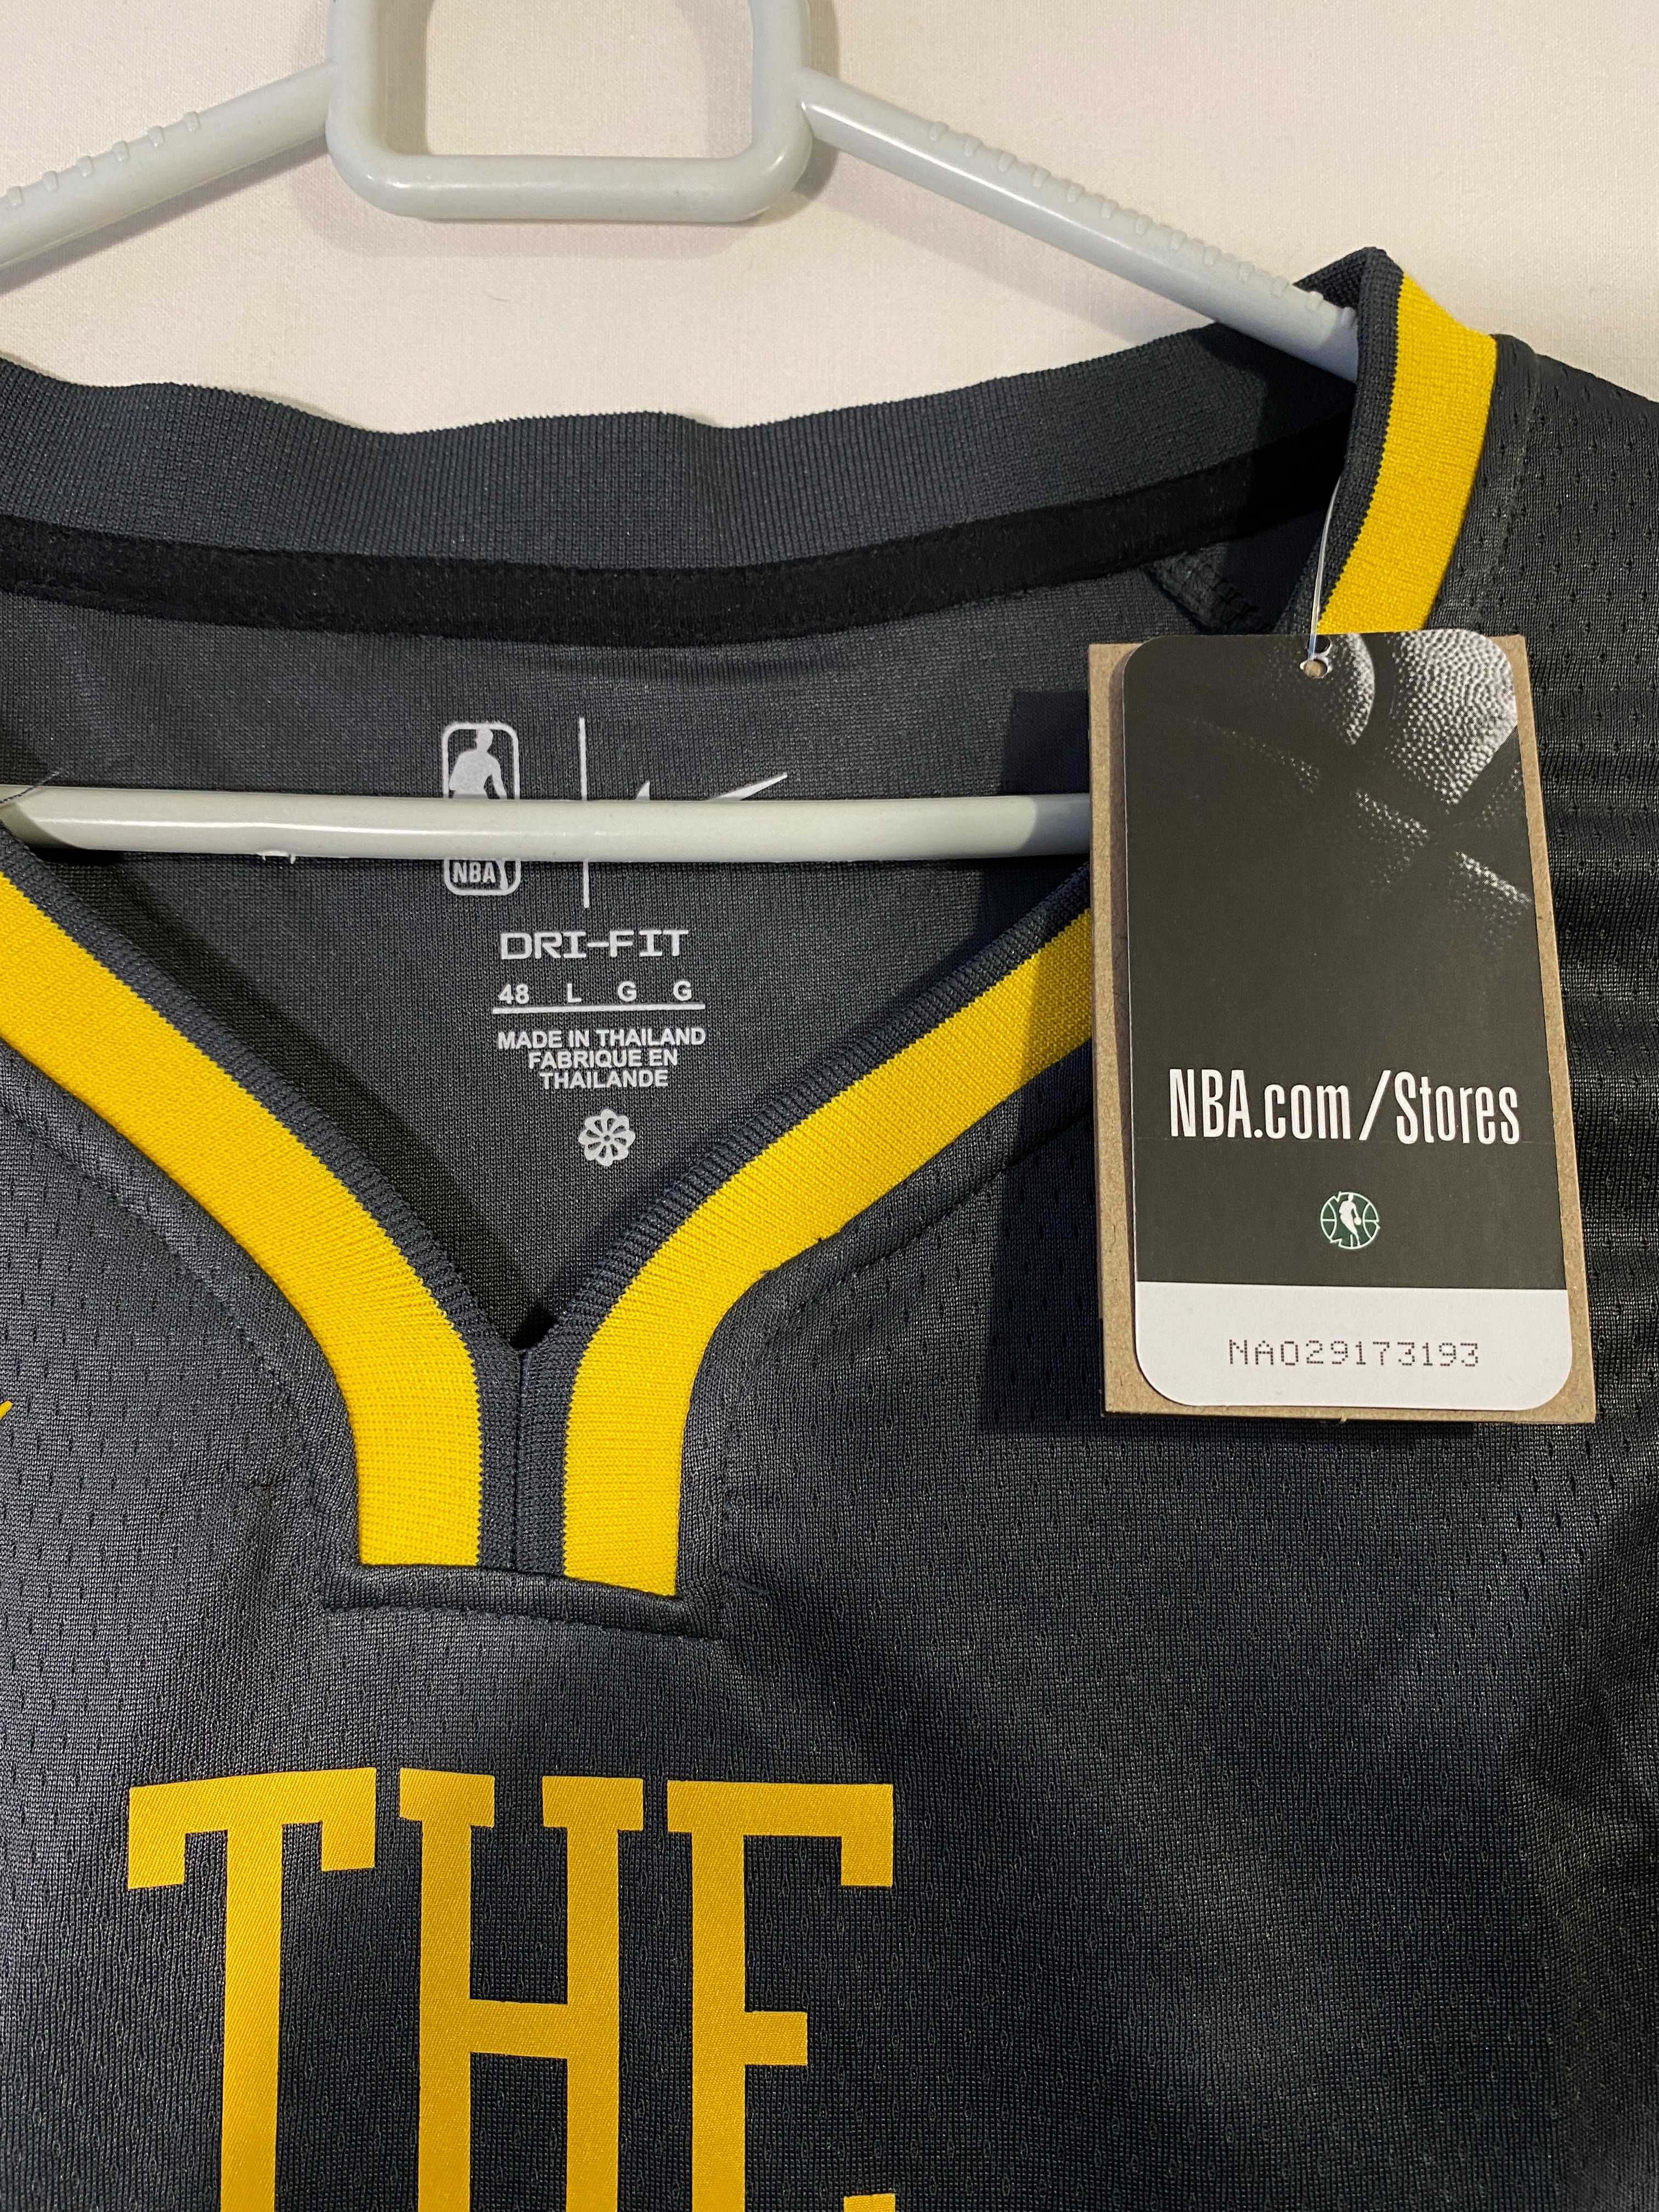 NBA
DRI-FIT
48 L G G
MADE IN THAILAND
FABRIQUE EN
THAILANDE
NBA.com/Stores
NA029173193
THE